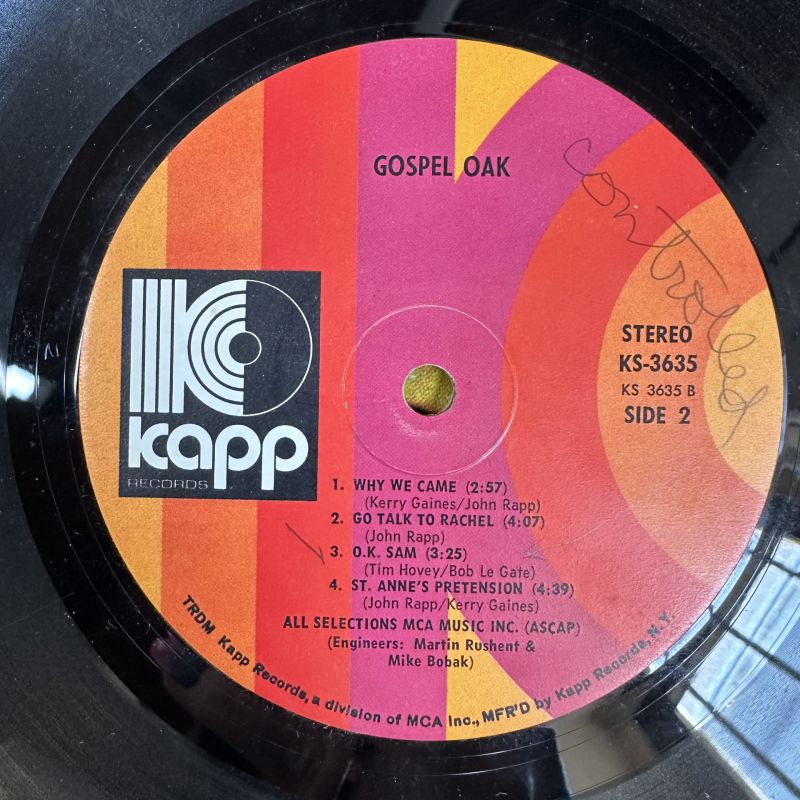 GOSPEL OAK
controlled
kapp
RECORDS
STEREO
KS-3635
KS 3635 B
SIDE 2
1. WHY WE CAME (2:57)
(Kerry Gaines/John Rapp)
2. GO TALK TO RACHEL (4:07)
(John Rapp)
3. O.K. SAM (3:25)
(Tim Hovey/Bob Le Gate)
4. ST. ANNE'S PRETENSION (4:39)
(John Rapp/Kerry Gaines)
ALL SELECTIONS MCA MUSIC INC. (ASCAP)
(Engineers: Martin Rushent &
Mike Bobak)
TRDM Kapp Records, a division of MCA Inc., MFR'D by Kapp Records, N.Y.